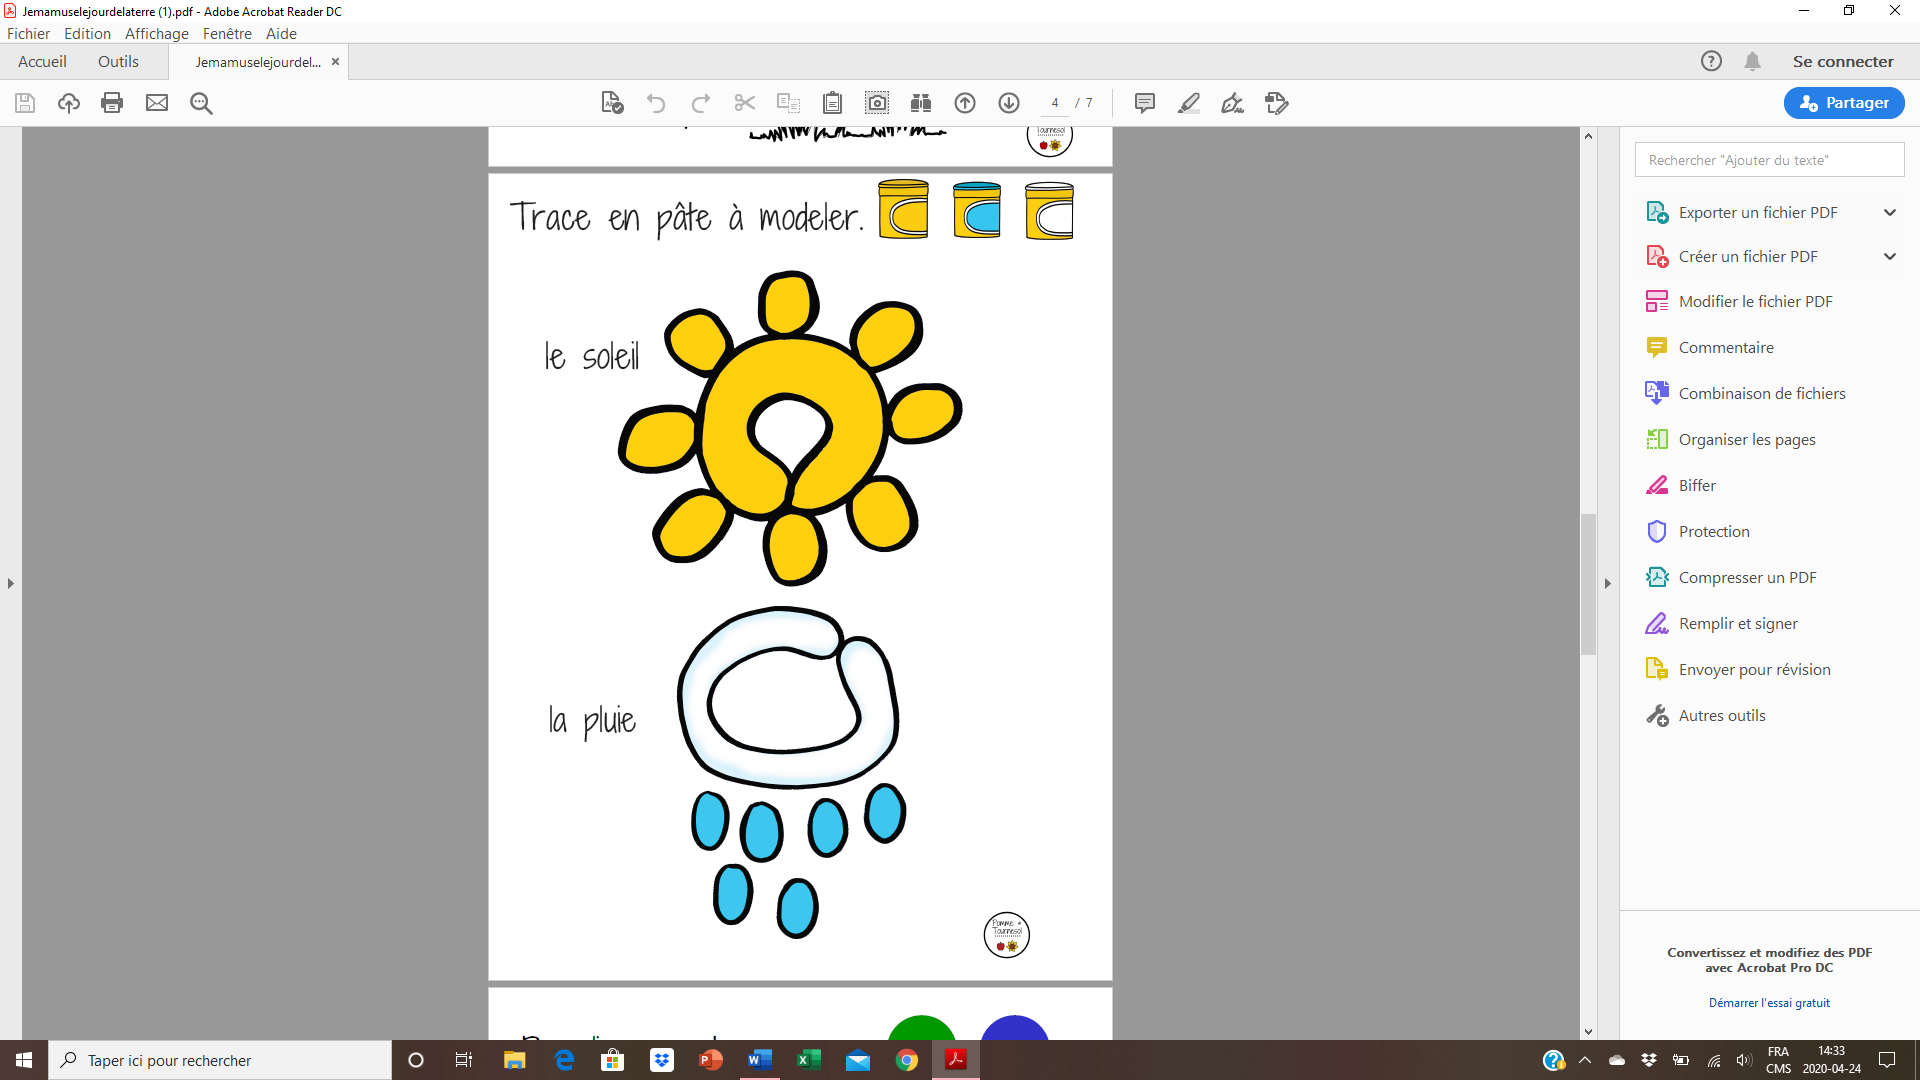 Jemamuselejourdelaterre (1).pdf - Adobe Acrobat Reader DC
Fichier Edition Affichage Fenêtre Aide
Accueil Outils Jemamuselejourdel... × Se connecter
4 / 7 Partager
Tournesol
Rechercher "Ajouter du texte"
Trace en pâte à modeler.
Exporter un fichier PDF
Créer un fichier PDF
Modifier le fichier PDF
le soleil
Commentaire
Combinaison de fichiers
Organiser les pages
Biffer
Protection
Compresser un PDF
Remplir et signer
Envoyer pour révision
la pluie
Autres outils
Pomme
Tournesol
Convertissez et modifiez des PDF
avec Acrobat Pro DC
Démarrer l'essai gratuit
Taper ici pour rechercher
FRA
CMS
14:33
2020-04-24